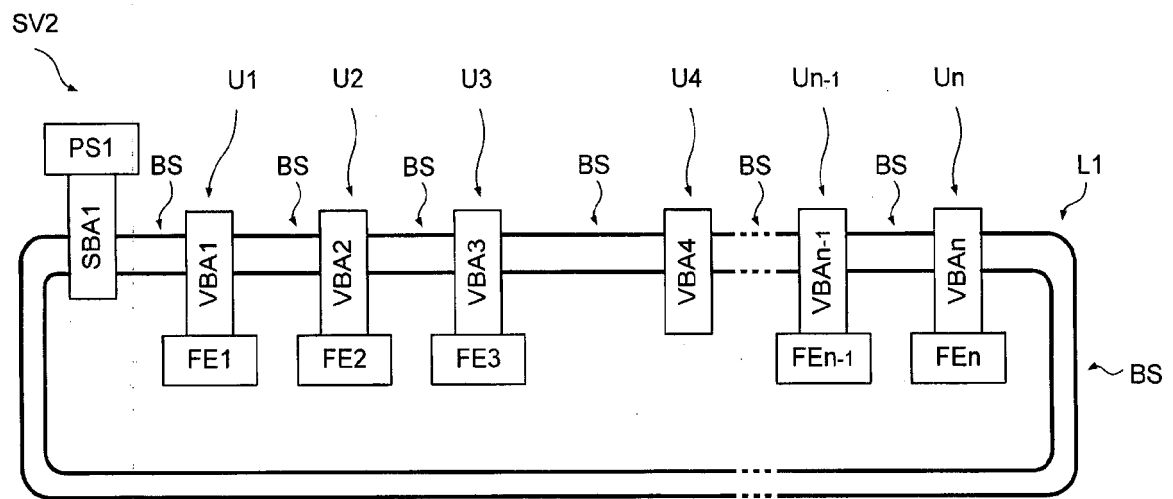 SV2
U1 U2 U3 U4 Un-1 Un
PS1
BS BS BS BS BS BS L1
SBA1 VBA1 VBA2 VBA3 VBA4 VBAn-1 VBAn
FE1 FE2 FE3 FEn-1 FEn
BS